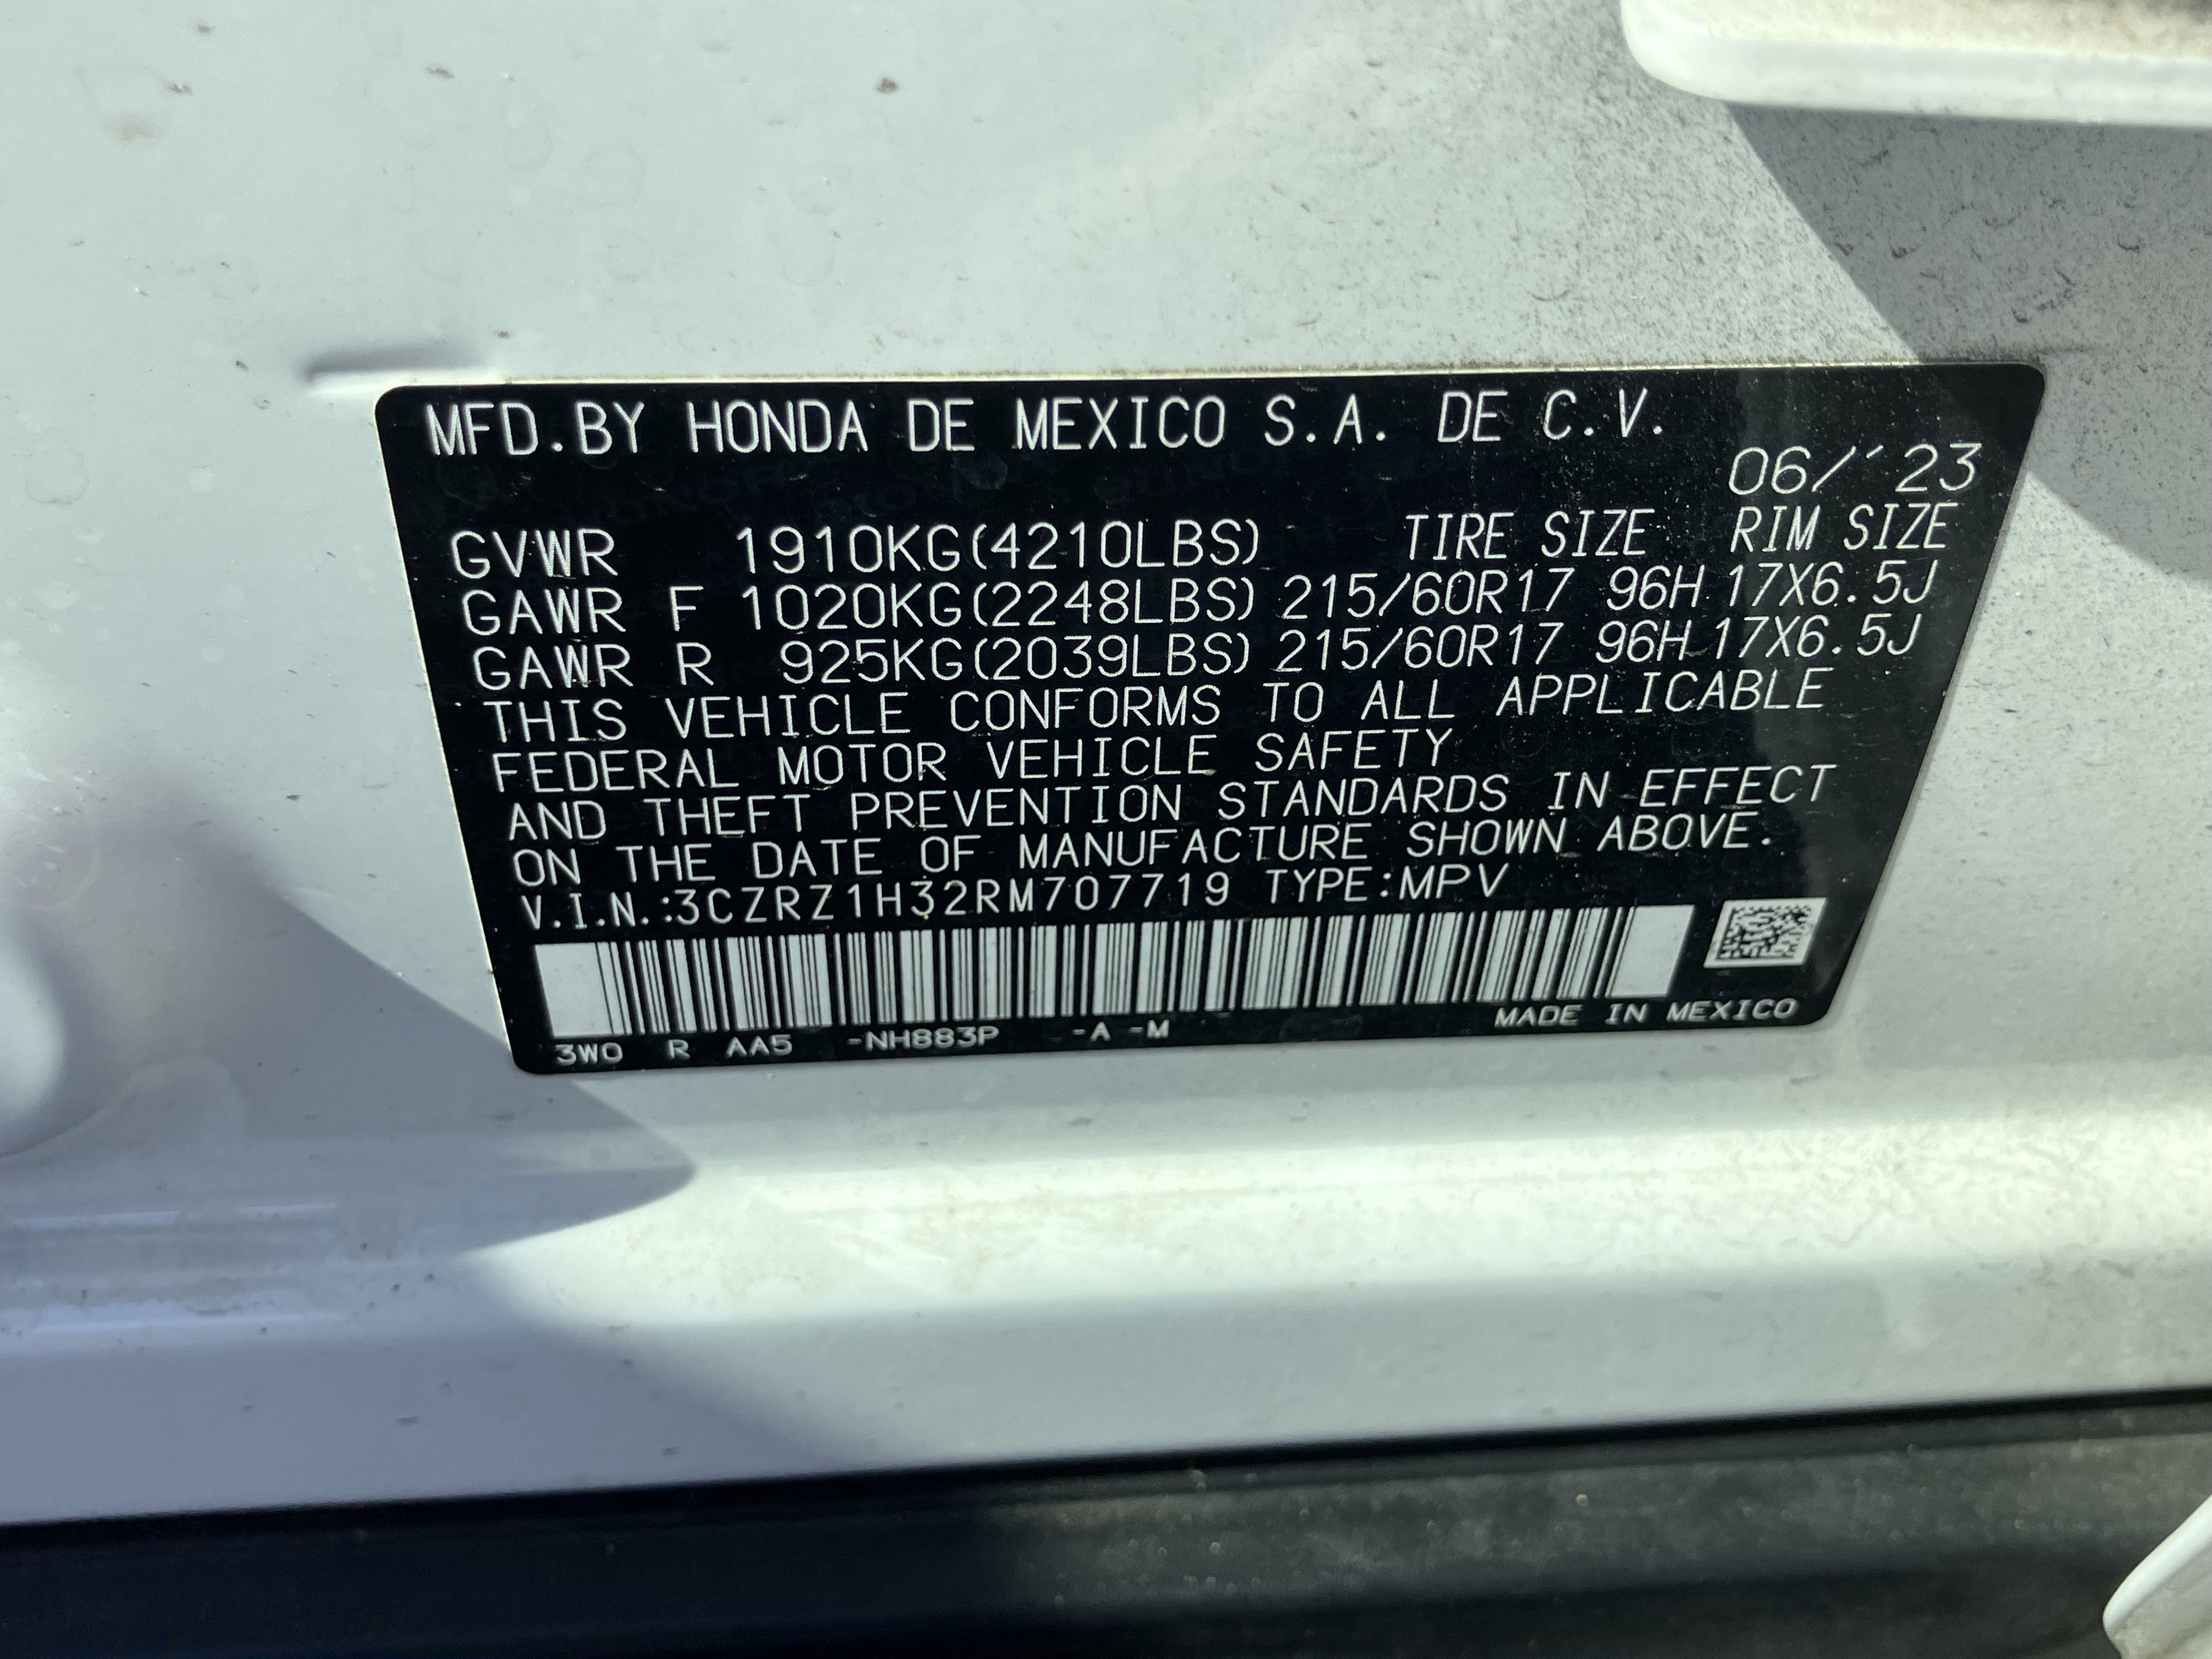 MFD.BY HONDA DE MEXICO S.A. DE C.V.
06/'23
GVWR 1910KG(4210LBS) TIRE SIZE RIM SIZE
GAWR F 1020KG(2248LBS) 215/60R17 96H 17X6.5J
GAWR R 925KG(2039LBS) 215/60R17 96H 17X6.5J
THIS VEHICLE CONFORMS TO ALL APPLICABLE
FEDERAL MOTOR VEHICLE SAFETY
AND THEFT PREVENTION STANDARDS IN EFFECT
ON THE DATE OF MANUFACTURE SHOWN ABOVE.
V.I.N.:3CZRZ1H32RM707719 TYPE:MPV
3W0 R AA5 -NH883P -A -M MADE IN MEXICO